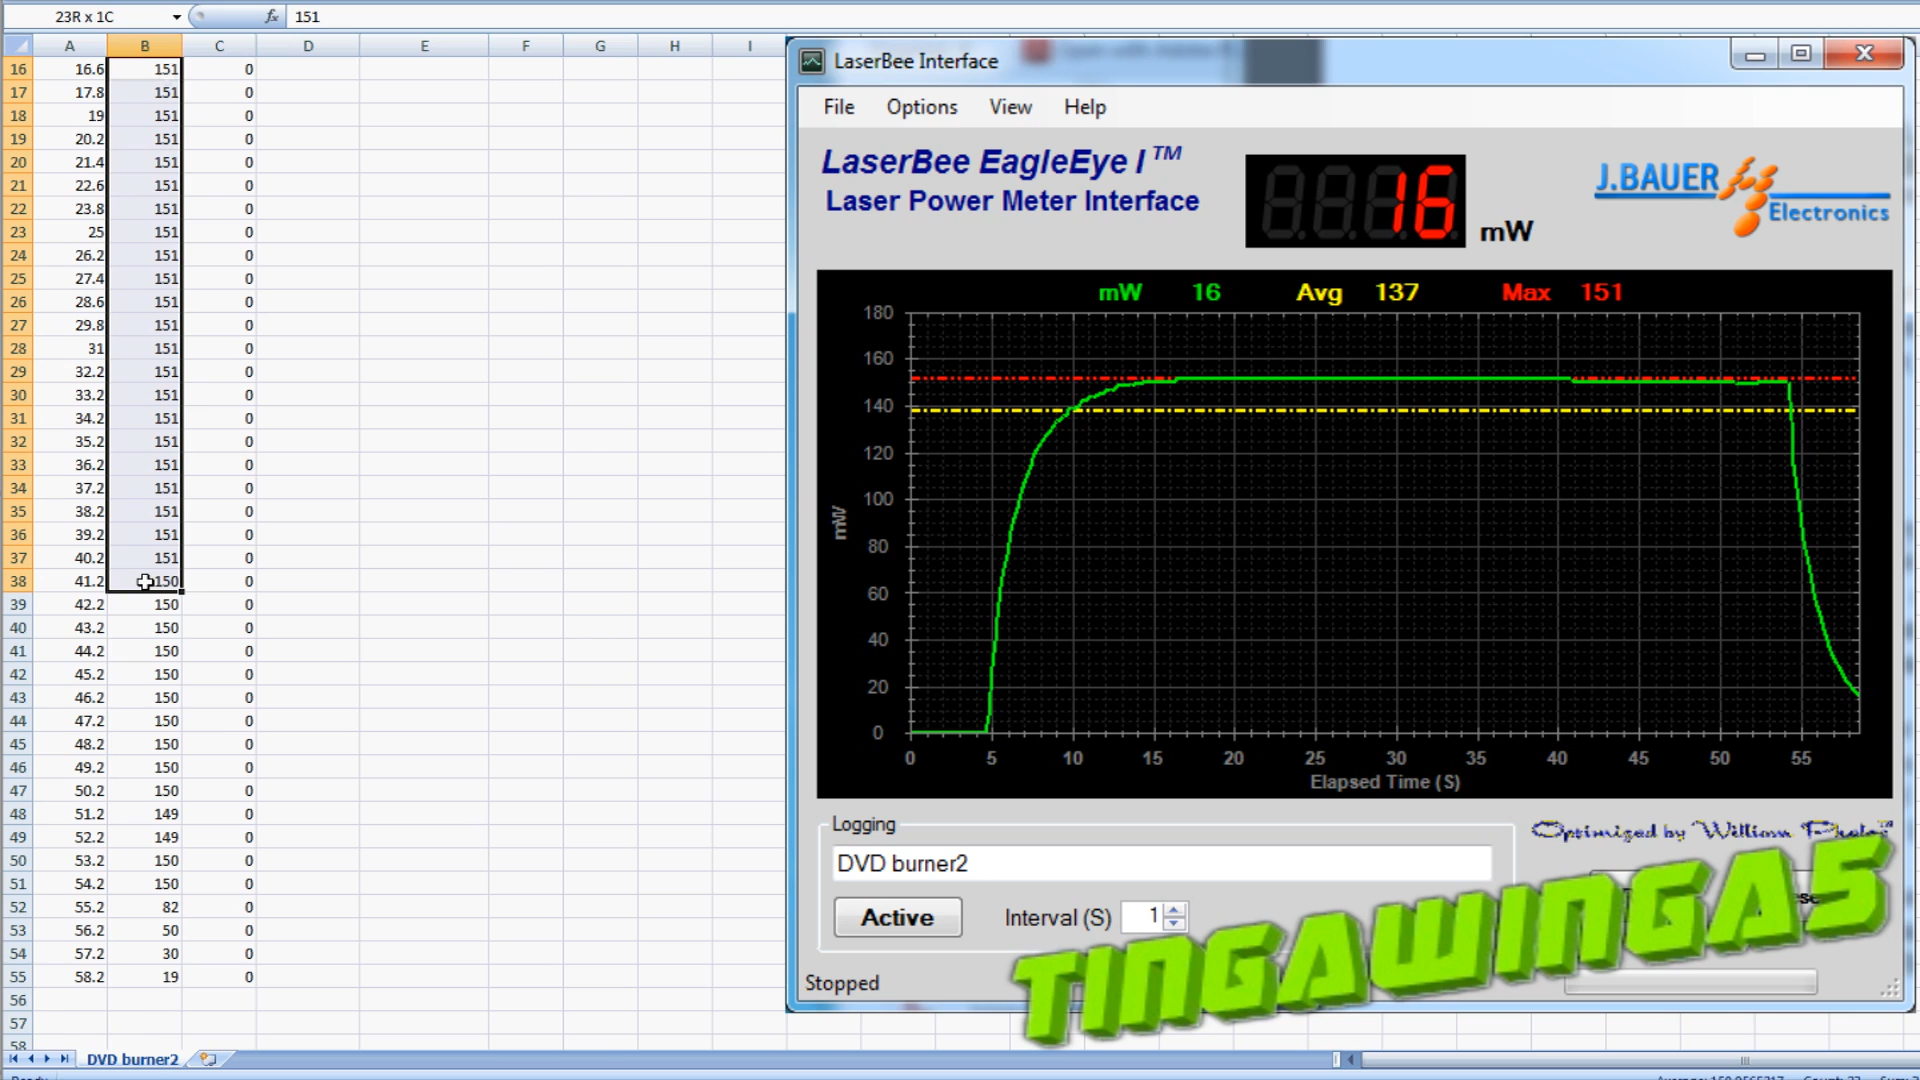 23R x 1C fx 151
A B C D E F G H I
16 16.6 151 0
17 17.8 151 0
18 19 151 0
19 20.2 151 0
20 21.4 151 0
21 22.6 151 0
22 23.8 151 0
23 25 151 0
24 26.2 151 0
25 27.4 151 0
26 28.6 151 0
27 29.8 151 0
28 31 151 0
29 32.2 151 0
30 33.2 151 0
31 34.2 151 0
32 35.2 151 0
33 36.2 151 0
34 37.2 151 0
35 38.2 151 0
36 39.2 151 0
37 40.2 151 0
38 41.2 150 0
39 42.2 150 0
40 43.2 150 0
41 44.2 150 0
42 45.2 150 0
43 46.2 150 0
44 47.2 150 0
45 48.2 150 0
46 49.2 150 0
47 50.2 150 0
48 51.2 149 0
49 52.2 149 0
50 53.2 150 0
51 54.2 150 0
52 55.2 82 0
53 56.2 50 0
54 57.2 30 0
55 58.2 19 0
56
57
58
DVD burner2
LaserBee Interface
File Options View Help
LaserBee EagleEye I™
Laser Power Meter Interface
16 mW
J.BAUER
Electronics
mW 16 Avg 137 Max 151
180
160
140
120
100
80
60
40
20
0
mW
0 5 10 15 20 25 30 35 40 45 50 55
Elapsed Time (S)
Logging
Optimized by William
DVD burner2
Active Interval (S) 1
TINGAWINGA5
Stopped